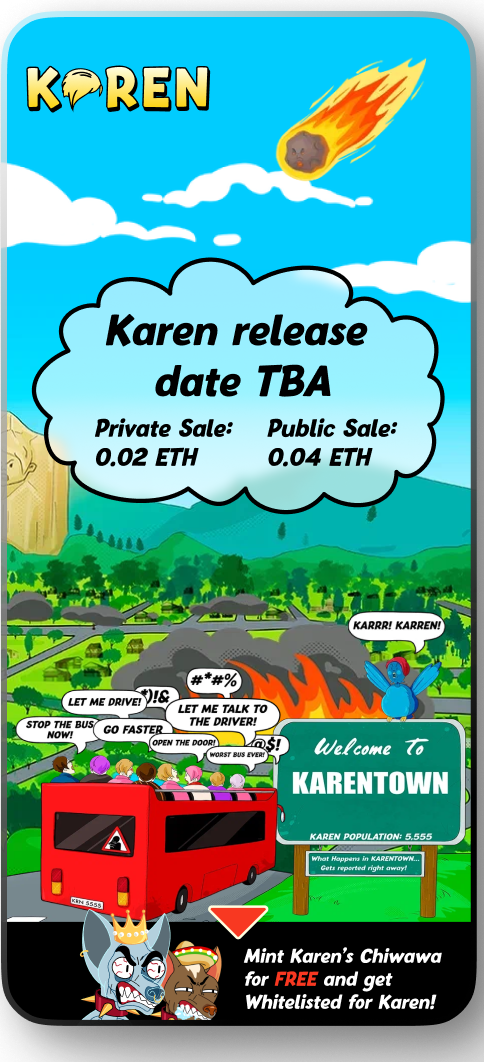 KAREN
Karen release
date TBA
Private Sale: Public Sale:
0.02 ETH 0.04 ETH
KARRR! KARREN!
#*#%
)!&
LET ME DRIVE!
LET ME TALK TO
THE DRIVER!
STOP THE BUS
NOW!
GO FASTER
OPEN THE DOOR!
WORST BUS EVER!
@$!
Welcome To
KARENTOWN
KAREN POPULATION: 5.555
What Happens in KARENTOWN...
Gets reported right away!
KRN 5555
Mint Karen's Chiwawa
for FREE and get
Whitelisted for Karen!